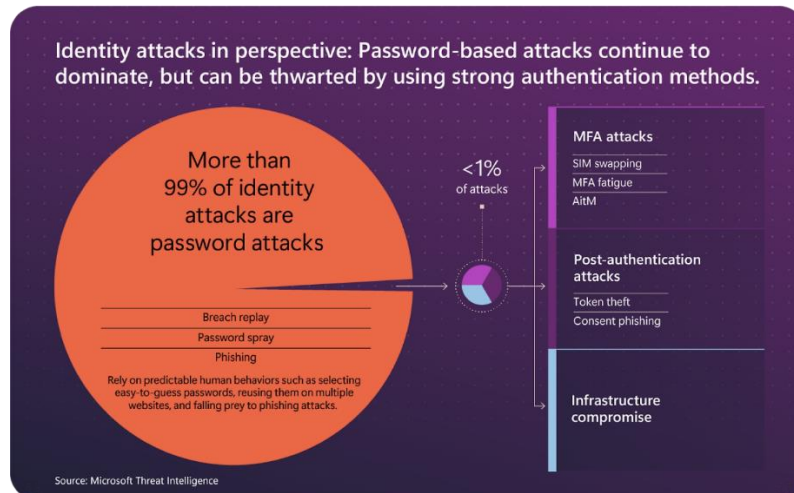 Identity attacks in perspective: Password-based attacks continue to
dominate, but can be thwarted by using strong authentication methods.
More than
99% of identity
attacks are
password attacks
Breach replay
Password spray
Phishing
Rely on predictable human behaviors such as selecting
easy-to-guess passwords, reusing them on multiple
websites, and falling prey to phishing attacks.
<1%
of attacks
MFA attacks
SIM swapping
MFA fatigue
AitM
Post-authentication
attacks
Token theft
Consent phishing
Infrastructure
compromise
Source: Microsoft Threat Intelligence